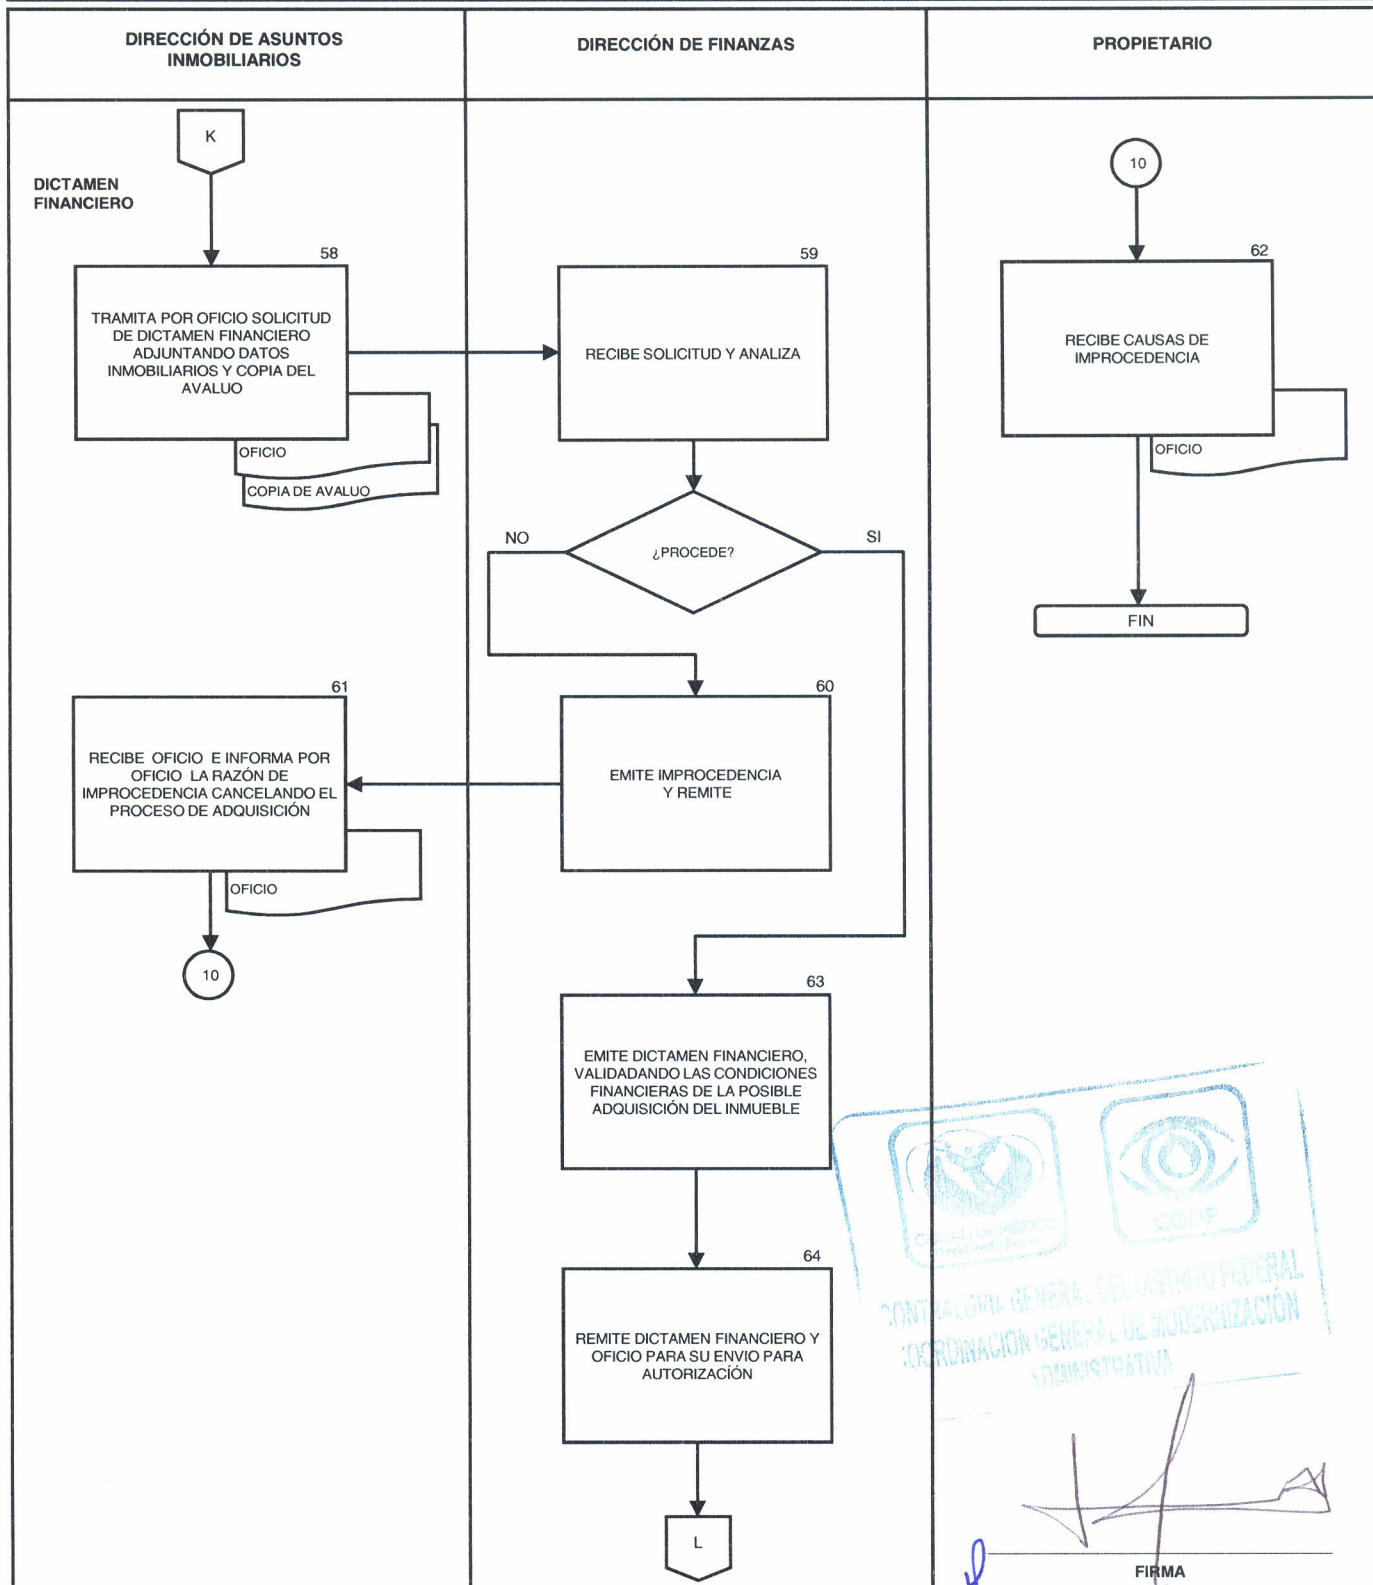 DIRECCIÓN DE ASUNTOS
INMOBILIARIOS
DIRECCIÓN DE FINANZAS
PROPIETARIO
K
DICTAMEN
FINANCIERO
58
TRAMITA POR OFICIO SOLICITUD
DE DICTAMEN FINANCIERO
ADJUNTANDO DATOS
INMOBILIARIOS Y COPIA DEL
AVALUO
OFICIO
COPIA DE AVALUO
59
RECIBE SOLICITUD Y ANALIZA
¿PROCEDE?
NO
SI
60
EMITE IMPROCEDENCIA
Y REMITE
61
RECIBE OFICIO E INFORMA POR
OFICIO LA RAZÓN DE
IMPROCEDENCIA CANCELANDO EL
PROCESO DE ADQUISICIÓN
OFICIO
10
10
62
RECIBE CAUSAS DE
IMPROCEDENCIA
OFICIO
FIN
63
EMITE DICTAMEN FINANCIERO,
VALIDADANDO LAS CONDICIONES
FINANCIERAS DE LA POSIBLE
ADQUISICIÓN DEL INMUEBLE
64
REMITE DICTAMEN FINANCIERO Y
OFICIO PARA SU ENVIO PARA
AUTORIZACÍÓN
L
CGDF
CONTRALORIA GENERAL DEL DISTRITO FEDERAL
COORDINACIÓN GENERAL DE MODERNIZACIÓN
ADMINISTRATIVA
FIRMA